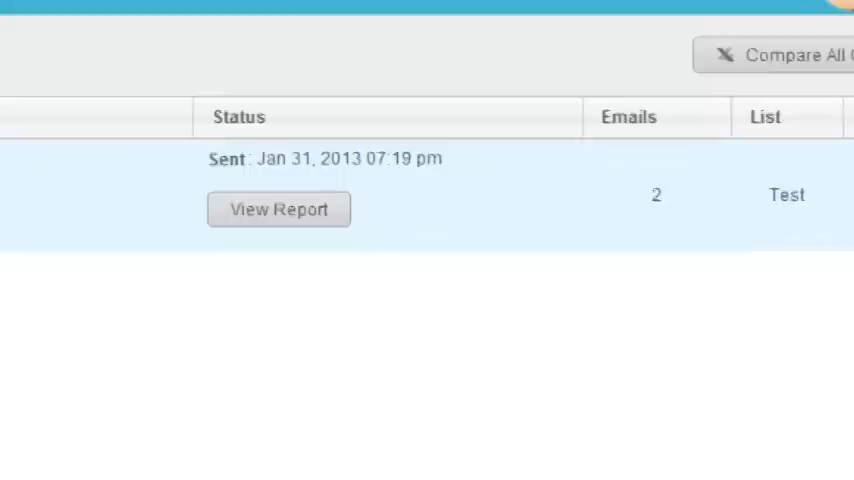 Compare All
Status Emails List
Sent: Jan 31, 2013 07:19 pm
2 Test
View Report